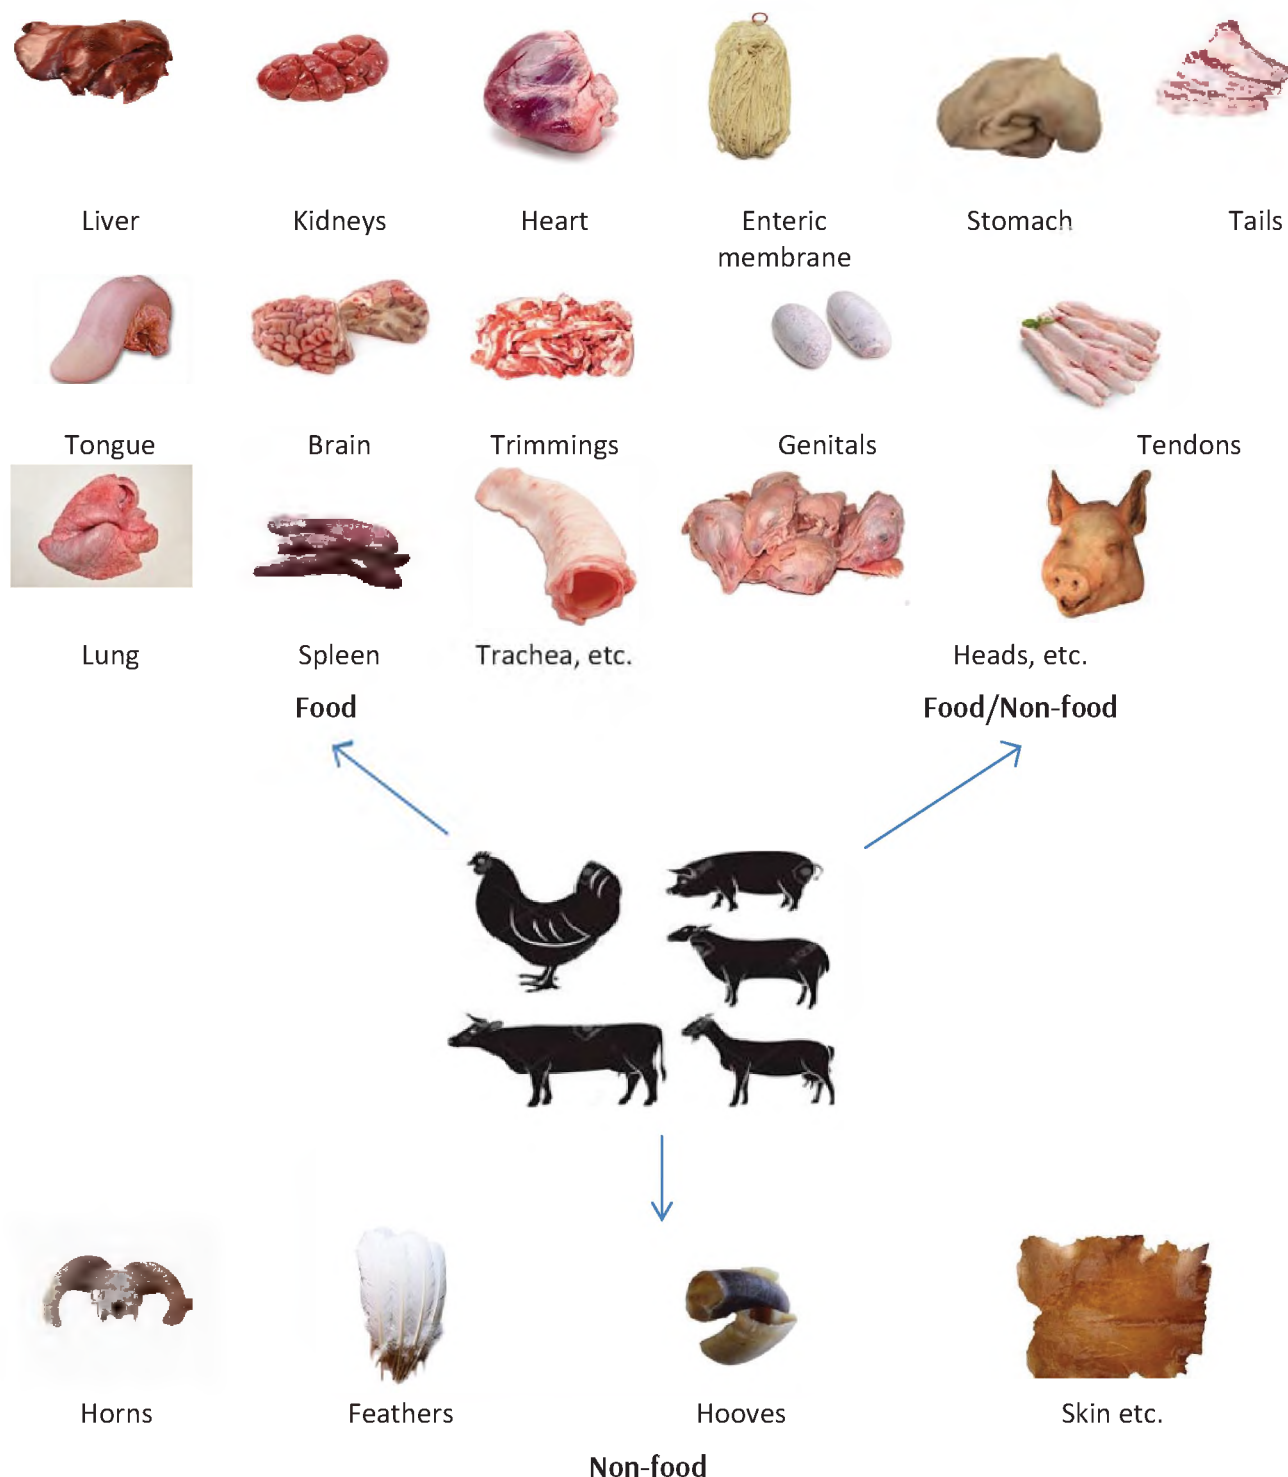 Liver
Kidneys
Heart
Enteric
membrane
Stomach
Tails
Tongue
Brain
Trimmings
Genitals
Tendons
Lung
Spleen
Trachea, etc.
Heads, etc.
Food
Food/Non-food
Horns
Feathers
Hooves
Skin etc.
Non-food